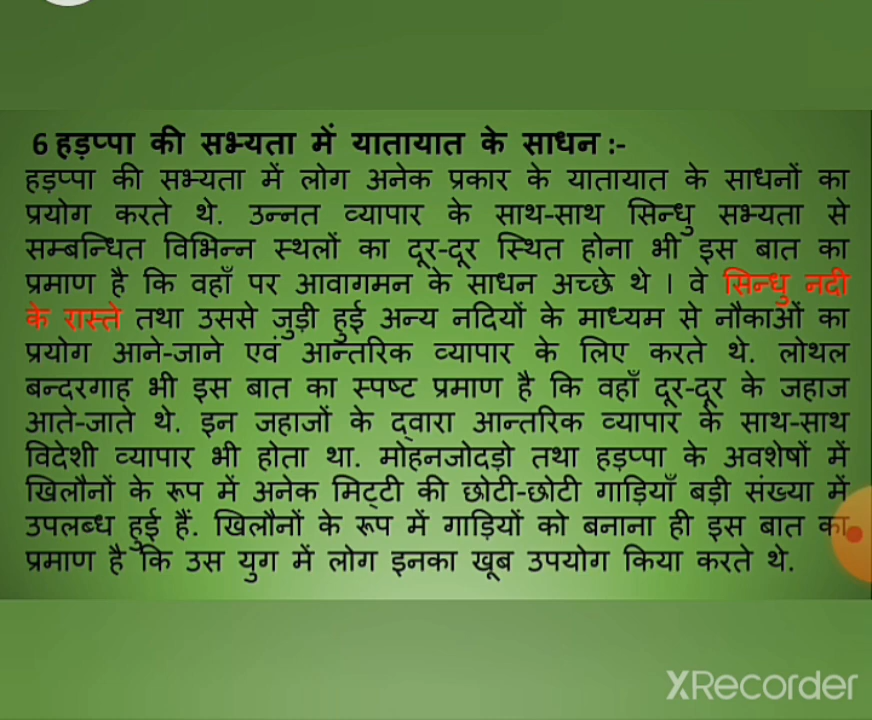 6 हड़प्पा की सभ्यता में यातायात के साधन :-
हड़प्पा की सभ्यता में लोग अनेक प्रकार के यातायात के साधनों का
प्रयोग करते थे. उन्नत व्यापार के साथ-साथ सिन्धु सभ्यता से
सम्बन्धित विभिन्न स्थलों का दूर-दूर स्थित होना भी इस बात का
प्रमाण है कि वहाँ पर आवागमन के साधन अच्छे थे । वे सिन्धु नदी
के रास्ते तथा उससे जुड़ी हुई अन्य नदियों के माध्यम से नौकाओं का
प्रयोग आने-जाने एवं आन्तरिक व्यापार के लिए करते थे. लोथल
बन्दरगाह भी इस बात का स्पष्ट प्रमाण है कि वहाँ दूर-दूर के जहाज
आते-जाते थे. इन जहाजों के द्वारा आन्तरिक व्यापार के साथ-साथ
विदेशी व्यापार भी होता था. मोहनजोदड़ो तथा हड़प्पा के अवशेषों में
खिलौनों के रूप में अनेक मिट्टी की छोटी-छोटी गाड़ियाँ बड़ी संख्या में
उपलब्ध हुई हैं. खिलौनों के रूप में गाड़ियों को बनाना ही इस बात का
प्रमाण है कि उस युग में लोग इनका खूब उपयोग किया करते थे.
XRecorder